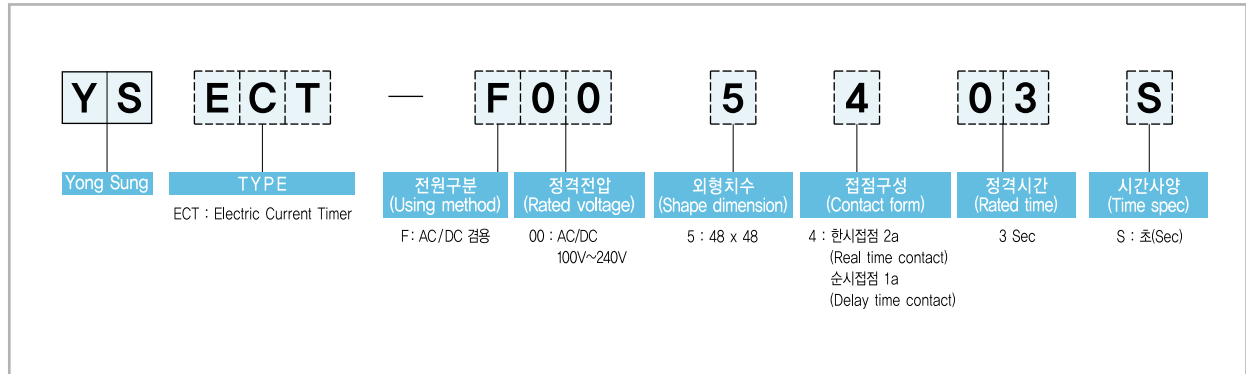 YS ECT — F00 5 4 03 S
Yong Sung
TYPE
ECT : Electric Current Timer
전원구분
(Using method)
F: AC/DC 겸용
정격전압
(Rated voltage)
00 : AC/DC
100V~240V
외형치수
(Shape dimension)
5 : 48 x 48
접점구성
(Contact form)
4 : 한시접점 2a
(Real time contact)
순시접점 1a
(Delay time contact)
정격시간
(Rated time)
3 Sec
시간사양
(Time spec)
S : 초(Sec)